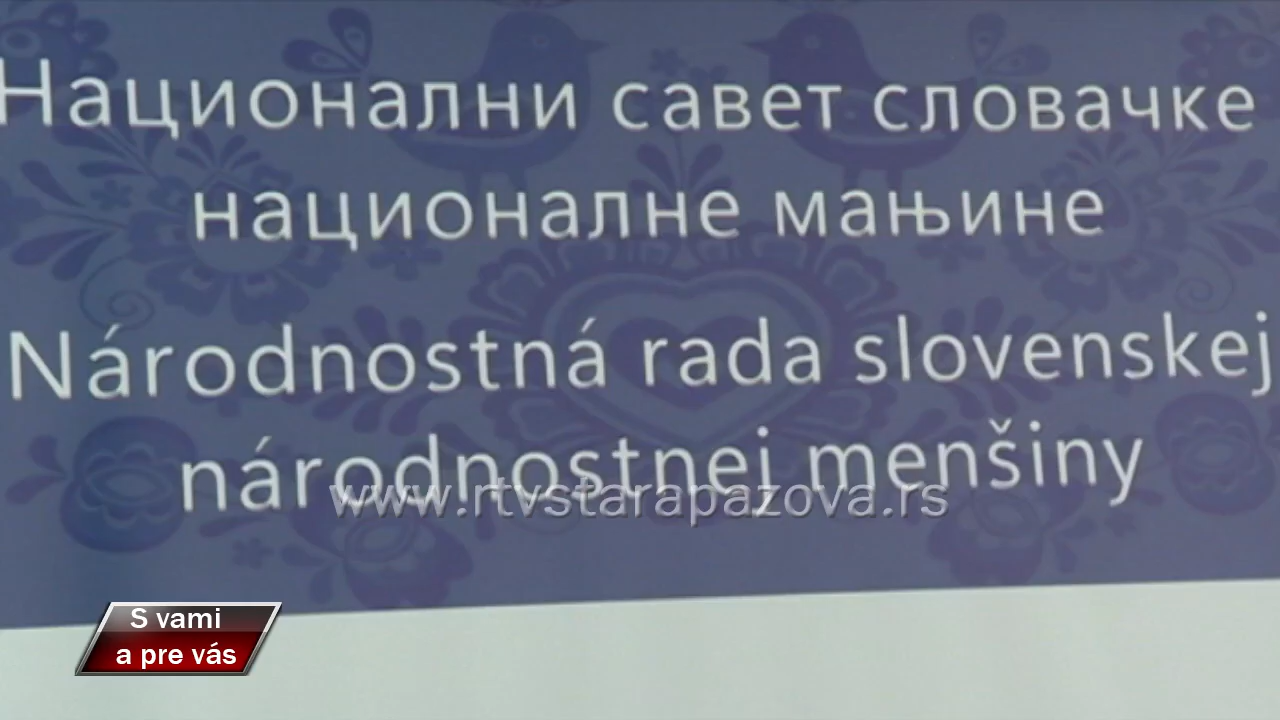 Национални савет словачке
националне мањине
Národnostná rada slovenskej
národnostnej menšiny
www.rtvstarapazova.rs
S vami
a pre vás